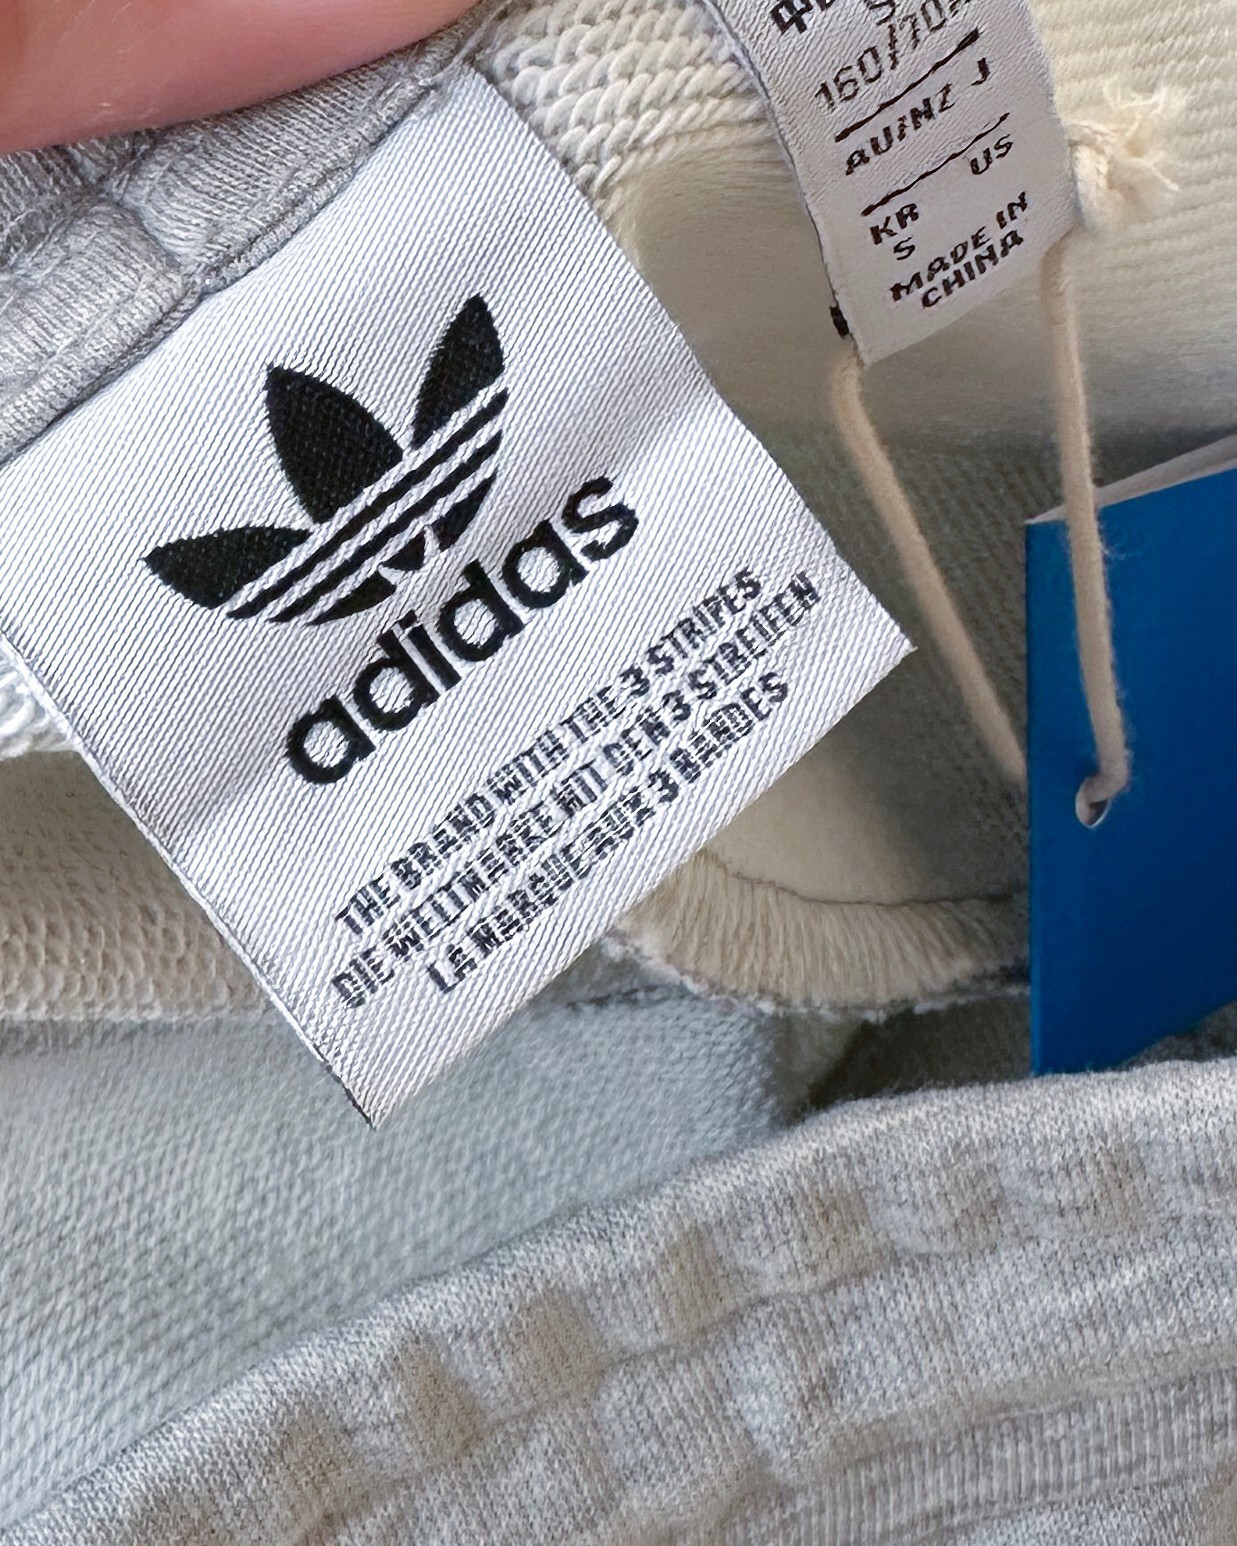 adidas
THE BRAND WITH THE 3 STRIPES
DIE WELTMARKE MIT DEN 3 STREIFEN
LA MARQUE AUX 3 BANDES
S
160/70A
AU/NZ J
US
KR
S
MADE IN
CHINA